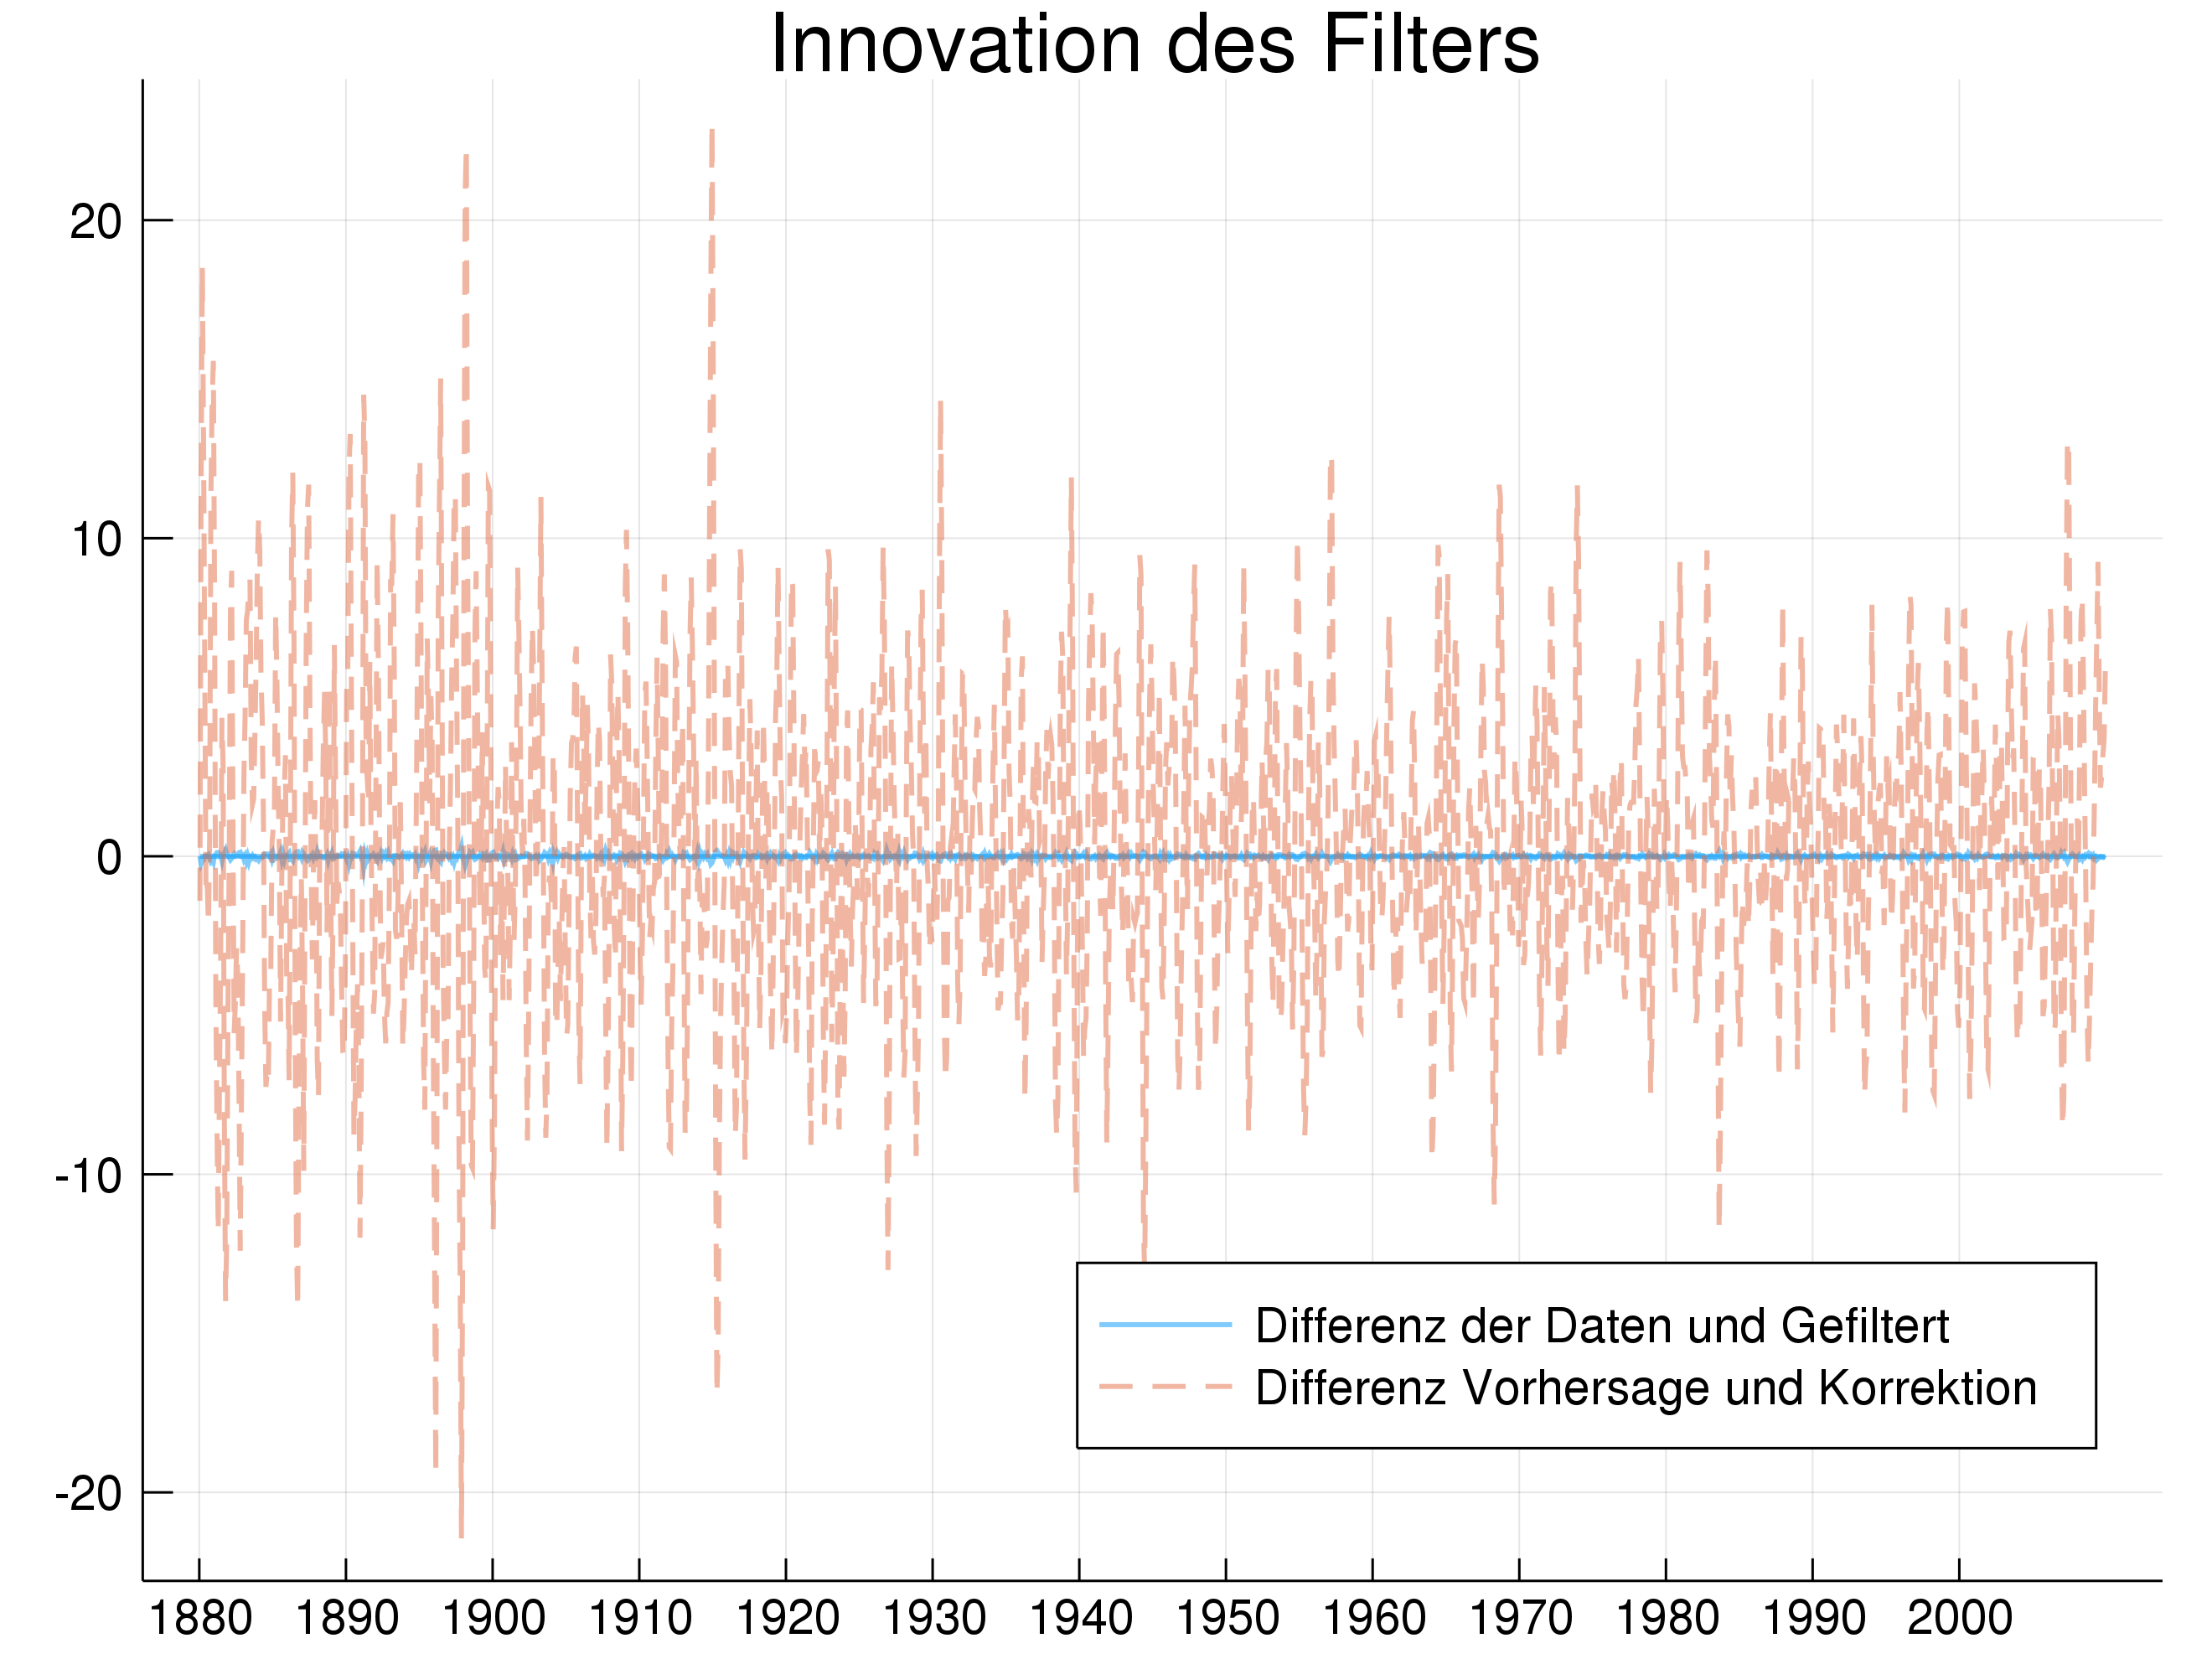 Innovation des Filters
20
10
0
-10
-20
Differenz der Daten und Gefiltert
Differenz Vorhersage und Korrektion
1880 1890 1900 1910 1920 1930 1940 1950 1960 1970 1980 1990 2000